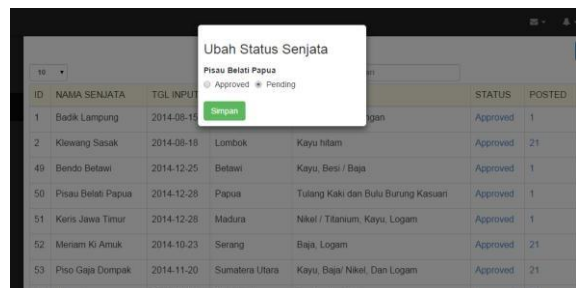 Ubah Status Senjata
Pisau Belati Papua
Approved Pending
Simpan
10
ID NAMA SENJATA TGL INPUT STATUS POSTED
1 Badik Lampung 2014-08-15 Approved 1
2 Klewang Sasak 2014-08-18 Lombok Kayu hitam Approved 21
49 Bendo Betawi 2014-12-25 Betawi Kayu, Besi / Baja Approved 1
50 Pisau Belati Papua 2014-12-28 Papua Tulang Kaki dan Bulu Burung Kasuari Approved 1
51 Keris Jawa Timur 2014-12-28 Madura Nikel / Titanium, Kayu, Logam Approved 1
52 Meriam Ki Amuk 2014-10-23 Serang Baja, Logam Approved 21
53 Piso Gaja Dompak 2014-11-20 Sumatera Utara Kayu, Baja/ Nikel, Dan Logam Approved 21